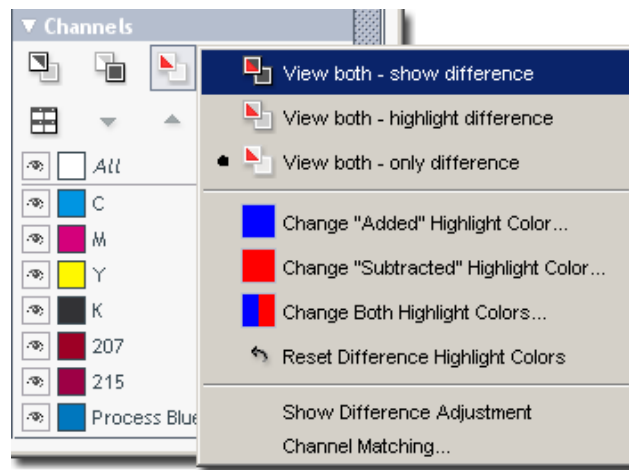 Channels
All
C
M
Y
K
207
215
Process Blue
View both - show difference
View both - highlight difference
View both - only difference
Change "Added" Highlight Color...
Change "Subtracted" Highlight Color...
Change Both Highlight Colors...
Reset Difference Highlight Colors
Show Difference Adjustment
Channel Matching...